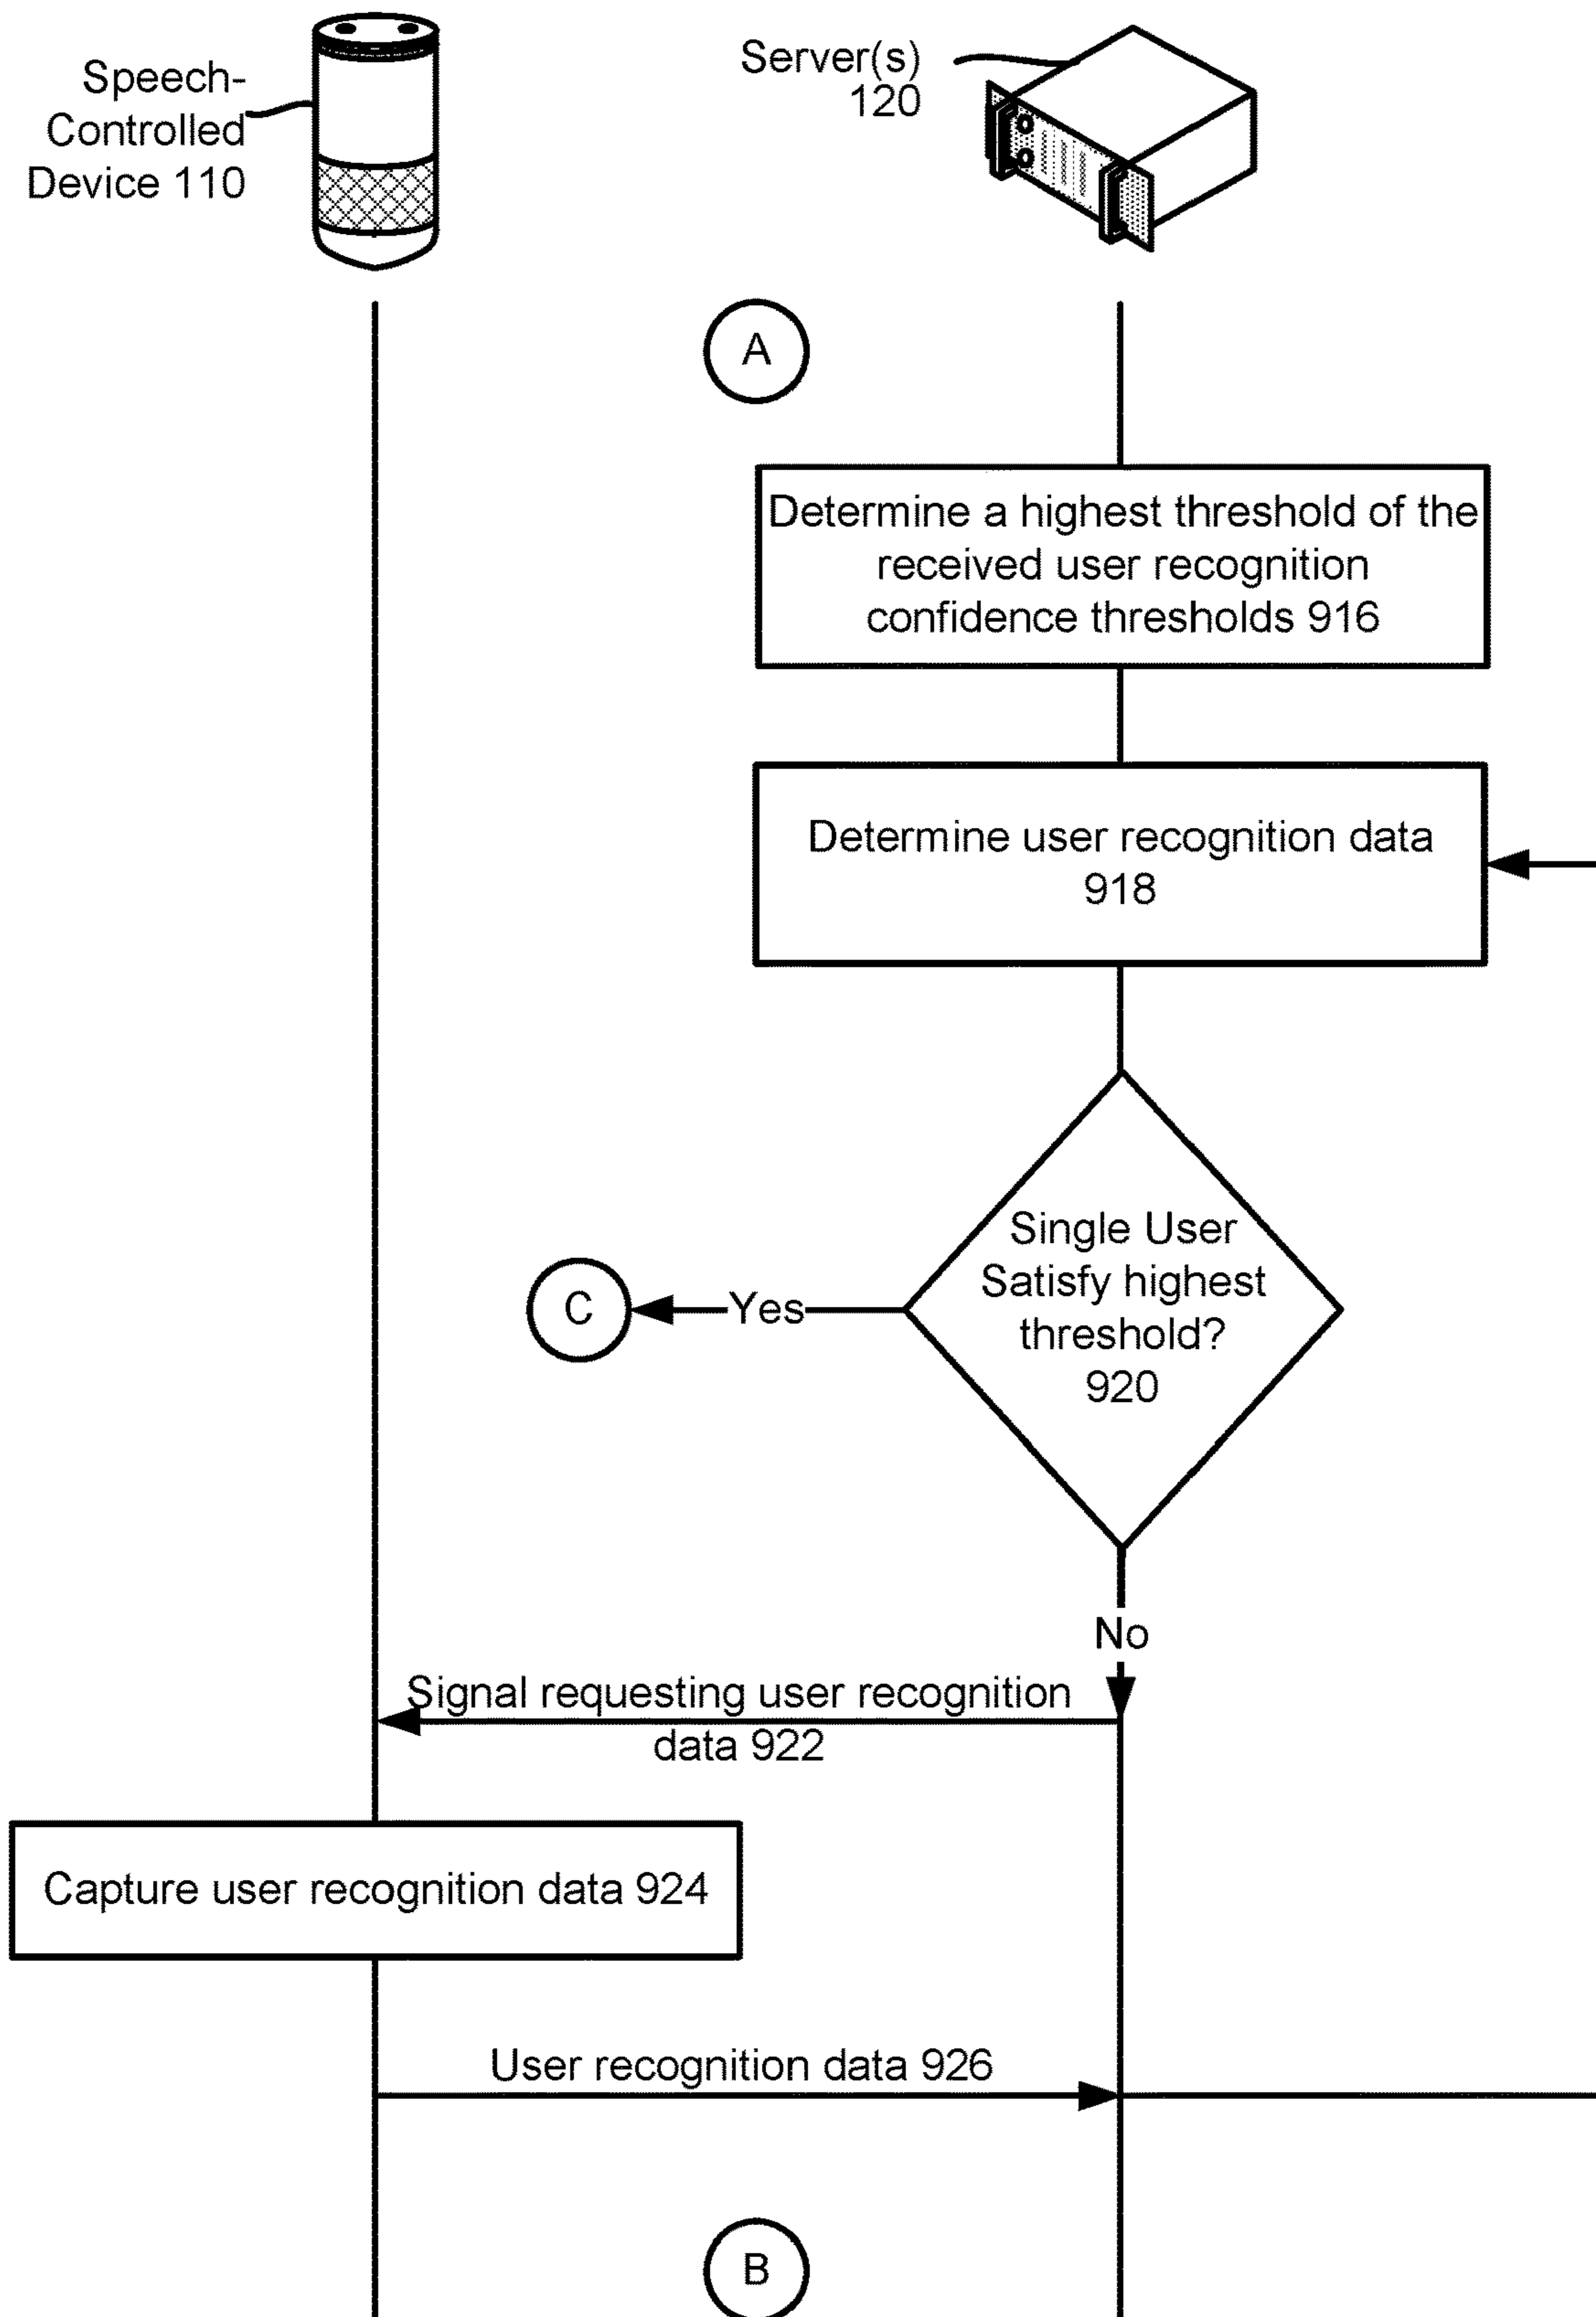 Speech-
Controlled
Device 110
Server(s)
120
A
Determine a highest threshold of the
received user recognition
confidence thresholds 916
Determine user recognition data
918
Single User
Satisfy highest
threshold?
920
Yes
C
No
Signal requesting user recognition
data 922
Capture user recognition data 924
User recognition data 926
B